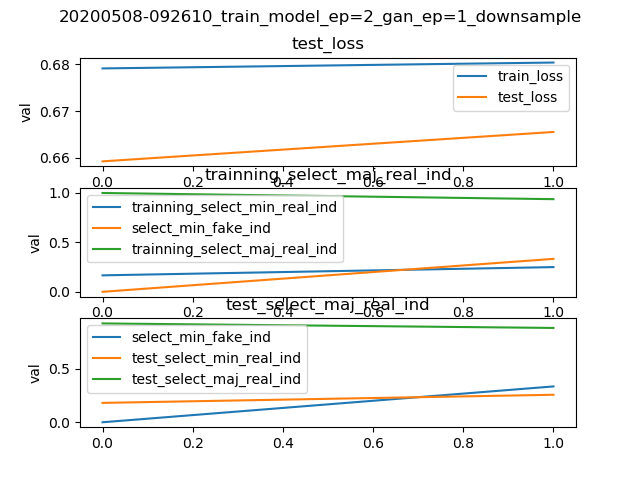 20200508-092610_train_model_ep=2_gan_ep=1_downsample
test_loss
0.68
0.67
0.66
val
train_loss
test_loss
0.0 0.2 0.4 0.6 0.8 1.0
trainning_select_maj_real_ind
1.0
0.5
0.0
val
trainning_select_min_real_ind
select_min_fake_ind
trainning_select_maj_real_ind
0.0 0.2 0.4 0.6 0.8 1.0
test_select_maj_real_ind
0.5
0.0
val
select_min_fake_ind
test_select_min_real_ind
test_select_maj_real_ind
0.0 0.2 0.4 0.6 0.8 1.0